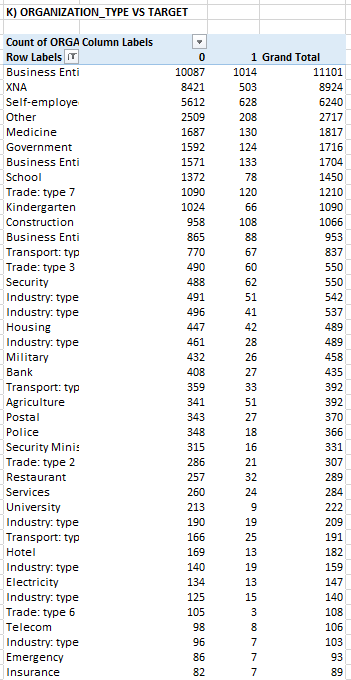 K) ORGANIZATION_TYPE VS TARGET
Count of ORGA Column Labels
Row Labels 0 1 Grand Total
Business Enti 10087 1014 11101
XNA 8421 503 8924
Self-employe 5612 628 6240
Other 2509 208 2717
Medicine 1687 130 1817
Government 1592 124 1716
Business Enti 1571 133 1704
School 1372 78 1450
Trade: type 7 1090 120 1210
Kindergarten 1024 66 1090
Construction 958 108 1066
Business Enti 865 88 953
Transport: typ 770 67 837
Trade: type 3 490 60 550
Security 488 62 550
Industry: type 491 51 542
Industry: type 496 41 537
Housing 447 42 489
Industry: type 461 28 489
Military 432 26 458
Bank 408 27 435
Transport: typ 359 33 392
Agriculture 341 51 392
Postal 343 27 370
Police 348 18 366
Security Minis 315 16 331
Trade: type 2 286 21 307
Restaurant 257 32 289
Services 260 24 284
University 213 9 222
Industry: type 190 19 209
Transport: typ 166 25 191
Hotel 169 13 182
Industry: type 140 19 159
Electricity 134 13 147
Industry: type 125 15 140
Trade: type 6 105 3 108
Telecom 98 8 106
Industry: type 96 7 103
Emergency 86 7 93
Insurance 82 7 89